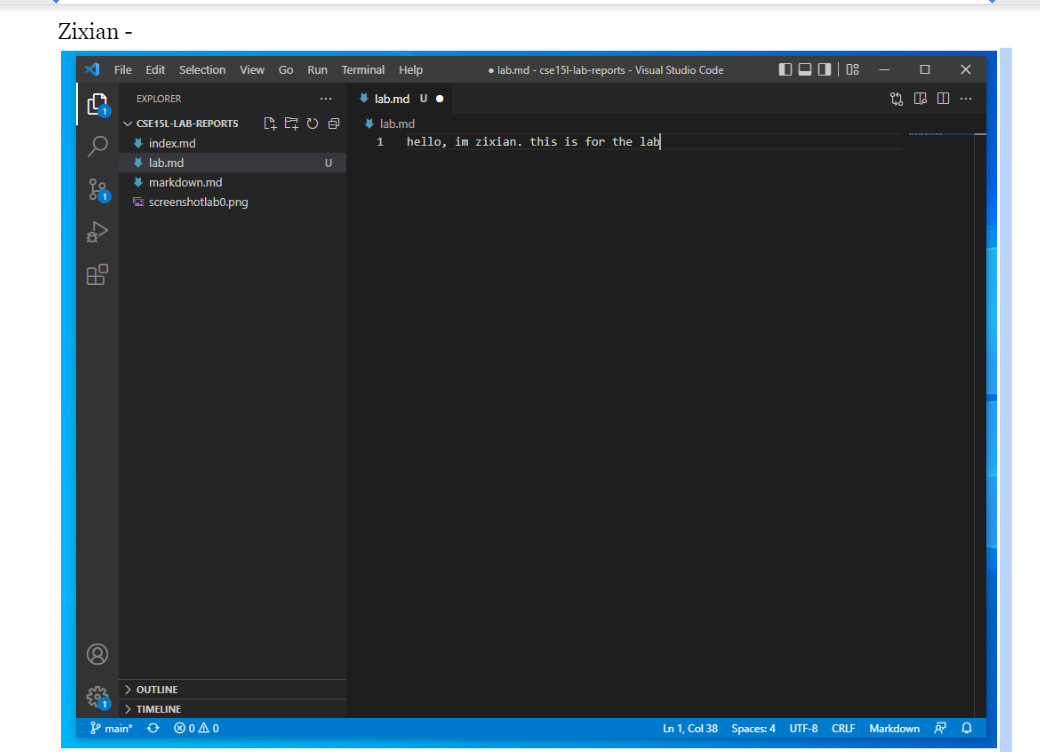 Zixian -
File Edit Selection View Go Run Terminal Help
● lab.md - cse15l-lab-reports - Visual Studio Code
EXPLORER
lab.md U ●
CSE15L-LAB-REPORTS
lab.md
index.md
1 hello, im zixian. this is for the lab
lab.md U
markdown.md
screenshotlab0.png
1
1
OUTLINE
1
TIMELINE
main* 0 0 Ln 1, Col 38 Spaces: 4 UTF-8 CRLF Markdown